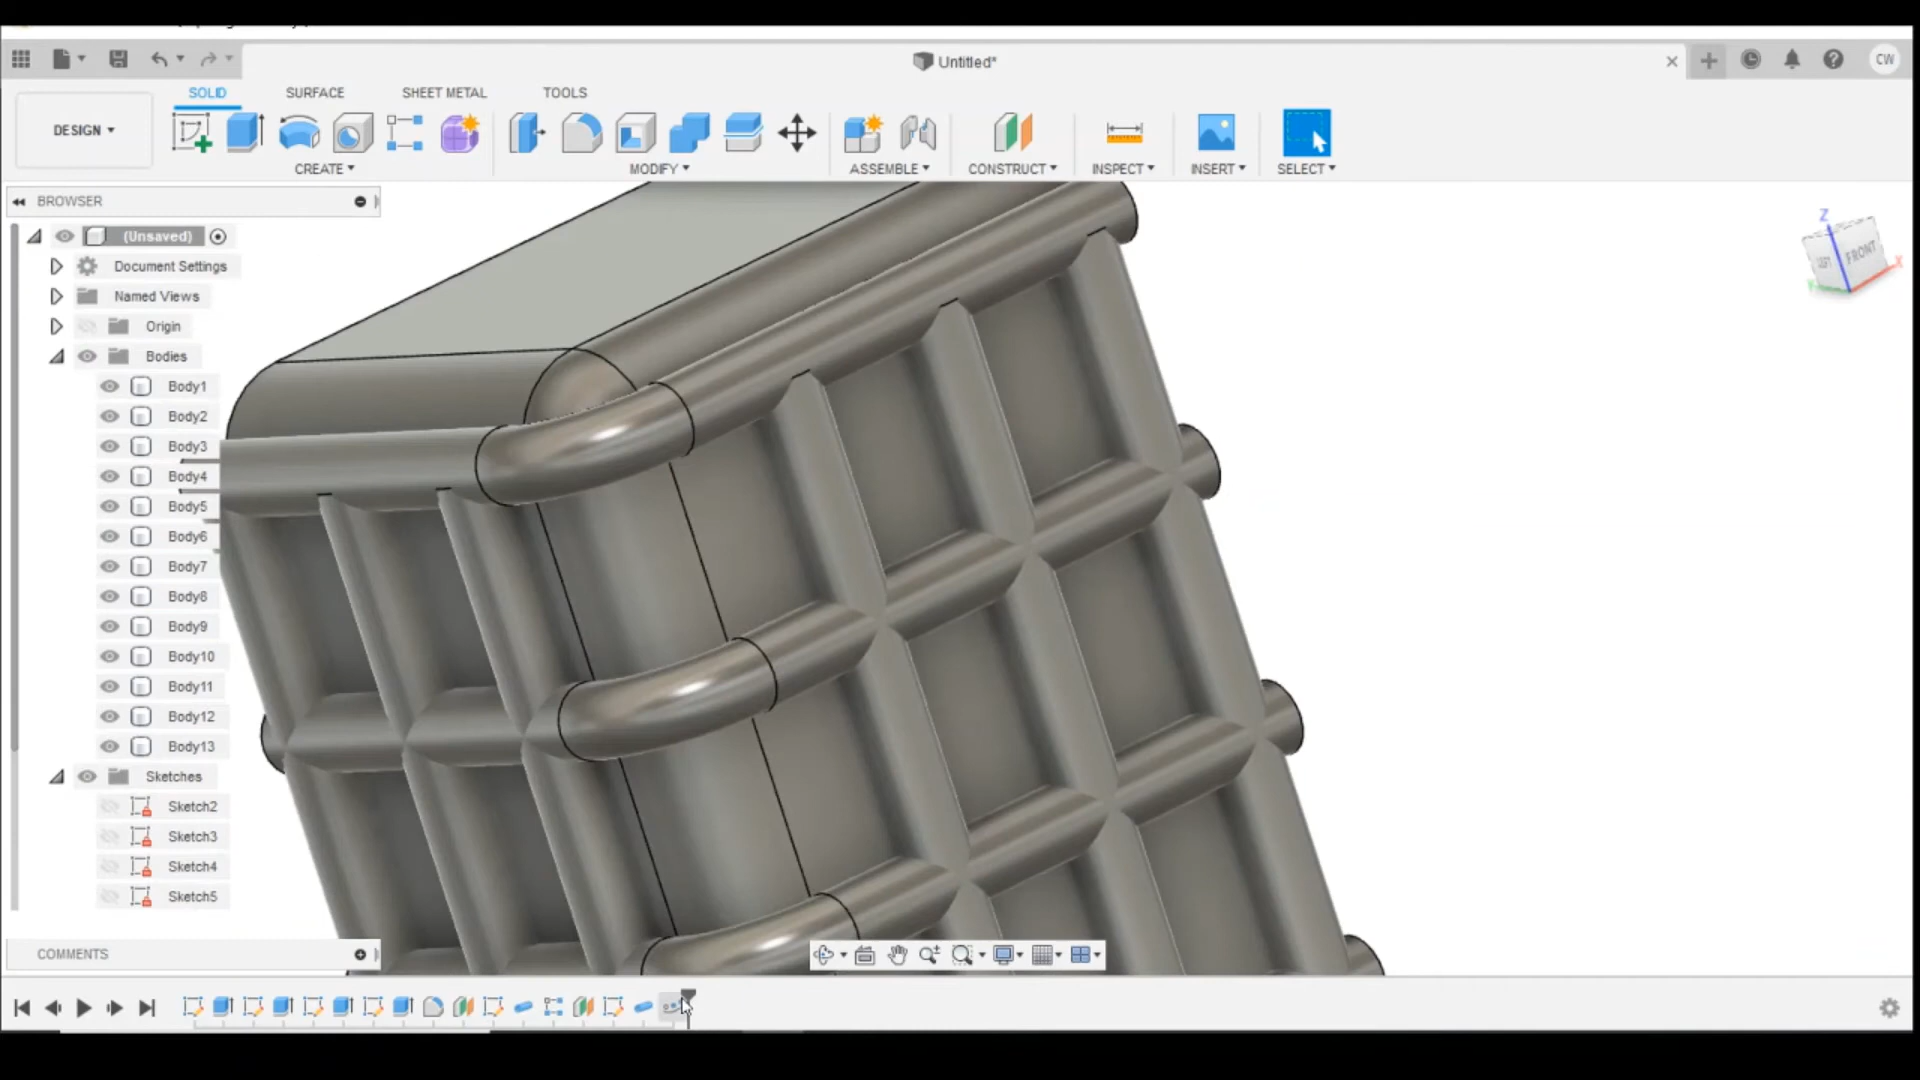 Untitled*
CW
SOLID
SURFACE
SHEET METAL
TOOLS
DESIGN
CREATE
MODIFY
ASSEMBLE
CONSTRUCT
INSPECT
INSERT
SELECT
BROWSER
(Unsaved)
Document Settings
Named Views
Origin
Bodies
Body1
Body2
Body3
Body4
Body5
Body6
Body7
Body8
Body9
Body10
Body11
Body12
Body13
Sketches
Sketch2
Sketch3
Sketch4
Sketch5
COMMENTS
Z
LEFT
FRONT
X
Y